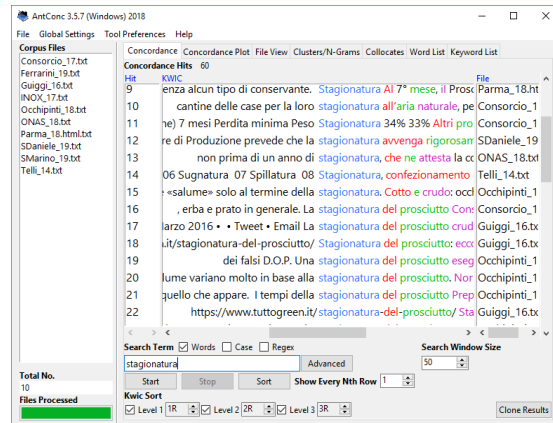 AntConc 3.5.7 (Windows) 2018
File Global Settings Tool Preferences Help
Corpus Files
Consorcio_17.txt
Ferrarini_19.txt
Guiggi_16.txt
INOX_17.txt
Occhipinti_18.txt
ONAS_18.txt
Parma_18.html.txt
SDaniele_19.txt
SMarino_19.txt
Telli_14.txt
Total No.
10
Files Processed
Concordance Concordance Plot File View Clusters/N-Grams Collocates Word List Keyword List
Concordance Hits 60
Hit KWIC File
9 enza alcun tipo di conservante. Stagionatura Al 7° mese, il Prosc Parma_18.ht
10 cantine delle case per la loro stagionatura all'aria naturale, pe Consorcio_1
11 ne) 7 mesi Perdita minima Peso Stagionatura 34% 33% Altri pro Consorcio_1
12 re di Produzione prevede che la stagionatura avvenga rigorosam SDaniele_19
13 non prima di un anno di stagionatura, che ne attesta la cc ONAS_18.txt
14 06 Sugnatura 07 Spillatura 08 Stagionatura, confezionamento Telli_14.txt
15 e «salume» solo al termine della stagionatura. Cotto e crudo: occl Occhipinti_1
16 , erba e prato in generale. La stagionatura del prosciutto Cons Consorcio_1
17 Marzo 2016 • • Tweet • Email La stagionatura del prosciutto crud Guiggi_16.tx
18 .it/stagionatura-del-prosciutto/ Stagionatura del prosciutto: ecco Guiggi_16.tx
19 dei falsi D.O.P. Una stagionatura del prosciutto eseg Occhipinti_1
20 lume variano molto in base alla stagionatura del prosciutto. Nor Occhipinti_1
21 quello che appare. I tempi della stagionatura del prosciutto Prep Occhipinti_1
22 https://www.tuttogreen.it/stagionatura-del-prosciutto/ Sta Guiggi_16.tx
Search Term Words Case Regex Search Window Size
stagionatura Advanced 50
Start Stop Sort Show Every Nth Row 1
Kwic Sort
Level 1 1R Level 2 2R Level 3 3R Clone Results